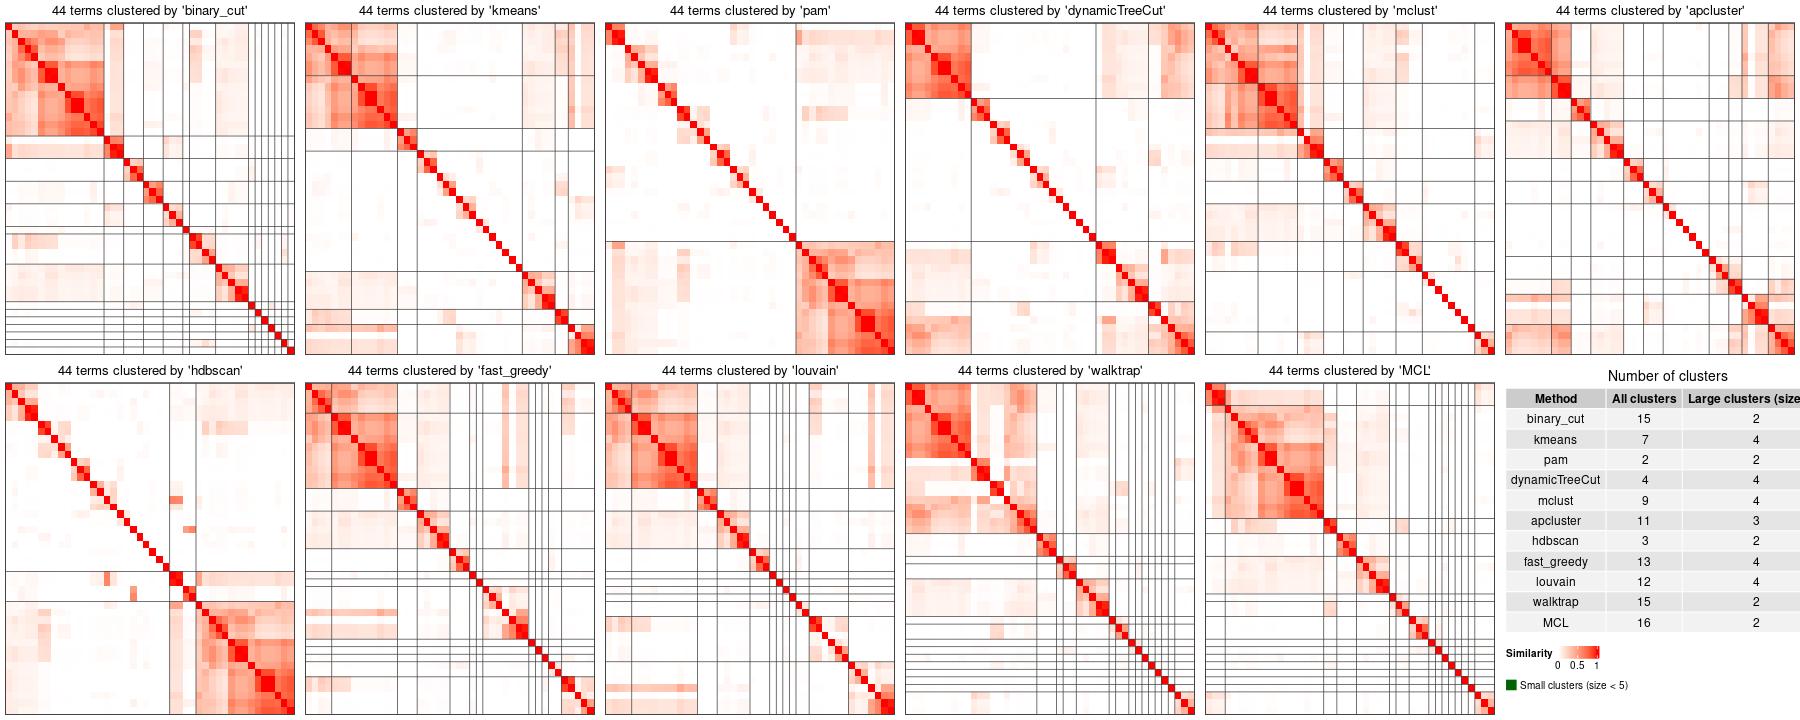 44 terms clustered by 'binary_cut'
44 terms clustered by 'kmeans'
44 terms clustered by 'pam'
44 terms clustered by 'dynamicTreeCut'
44 terms clustered by 'mclust'
44 terms clustered by 'apcluster'
44 terms clustered by 'hdbscan'
44 terms clustered by 'fast_greedy'
44 terms clustered by 'louvain'
44 terms clustered by 'walktrap'
44 terms clustered by 'MCL'
Number of clusters
Method All clusters Large clusters (size
binary_cut 15 2
kmeans 7 4
pam 2 2
dynamicTreeCut 4 4
mclust 9 4
apcluster 11 3
hdbscan 3 2
fast_greedy 13 4
louvain 12 4
walktrap 15 2
MCL 16 2
Similarity
0 0.5 1
Small clusters (size < 5)